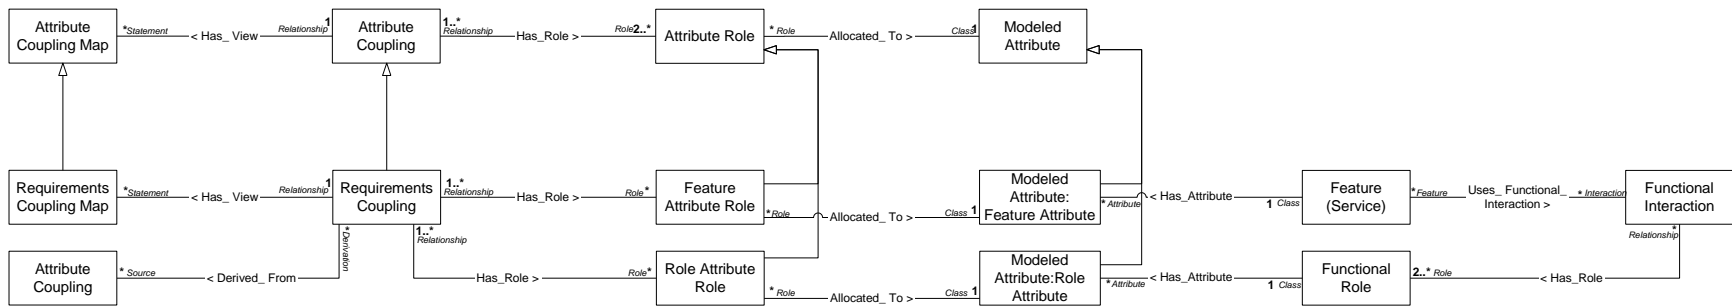 Attribute
Coupling Map
*Statement
< Has_ View
Relationship
1
Attribute
Coupling
1..*
Relationship
Has_Role >
Role
2..*
Attribute Role
* Role
Allocated_ To >
Class
1
Modeled
Attribute
Requirements
Coupling Map
*Statement
< Has_ View
Relationship
1
Requirements
Coupling
1..*
Relationship
Has_Role >
Role*
Feature
Attribute Role
*Role
Allocated_ To >
Class
1
Modeled
Attribute:
Feature Attribute
*Attribute
< Has_Attribute
1 Class
Feature
(Service)
*Feature
Uses_ Functional_
Interaction >
*Interaction
Functional
Interaction
Attribute
Coupling
* Source
< Derived_ From
*
Derivation
1..*
Relationship
Has_Role >
Role*
Role Attribute
Role
* Role
Allocated_ To >
Class
1
Modeled
Attribute:Role
Attribute
*Attribute
< Has_Attribute
1 Class
Functional
Role
2..* Role
< Has_Role
Relationship
*